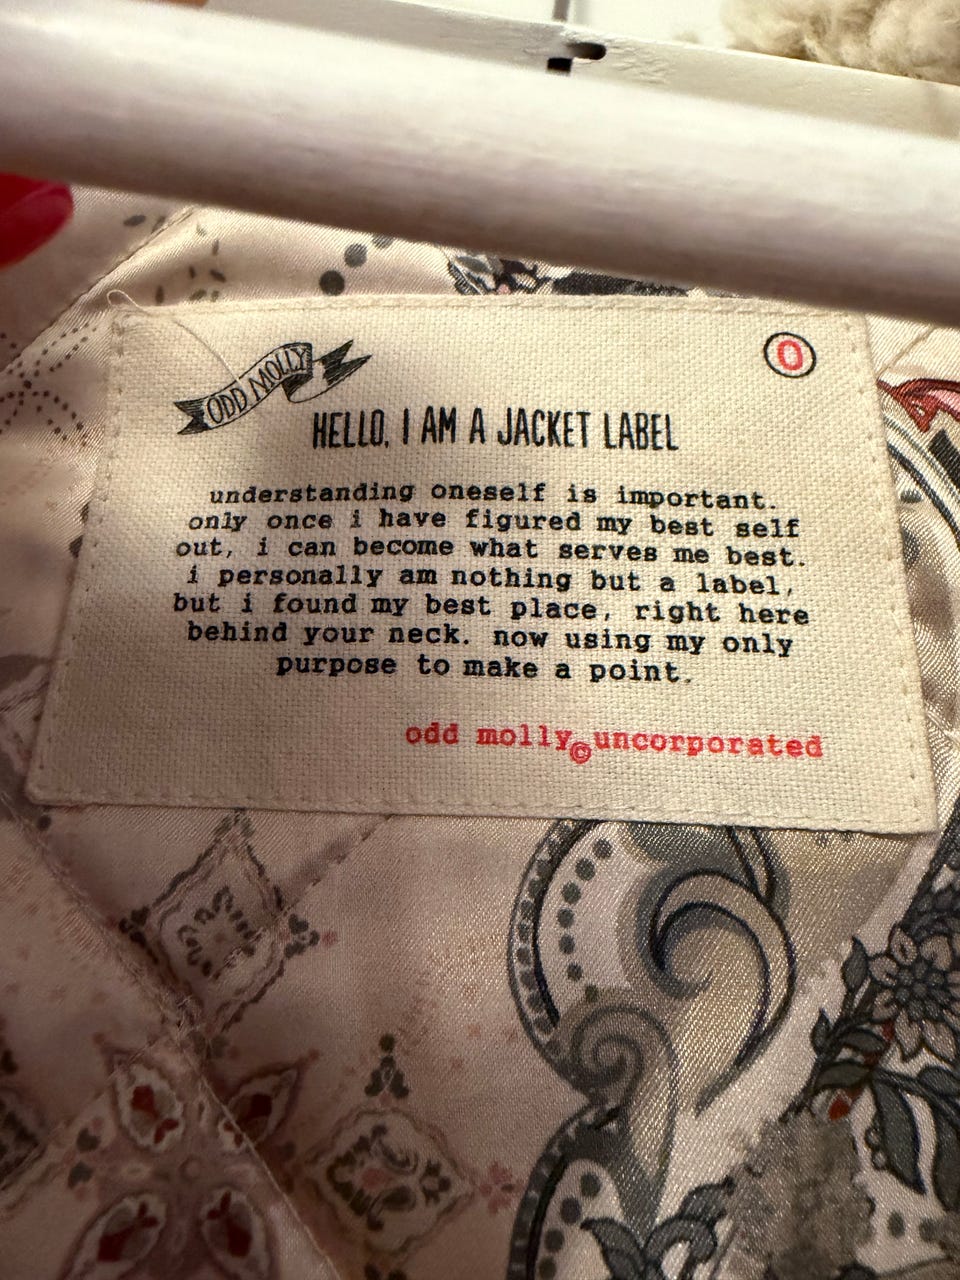 ODD MOLLY
0
HELLO, I AM A JACKET LABEL
understanding oneself is important.
only once i have figured my best self
out, i can become what serves me best.
i personally am nothing but a label,
but i found my best place, right here
behind your neck. now using my only
purpose to make a point.
odd molly©uncorporated